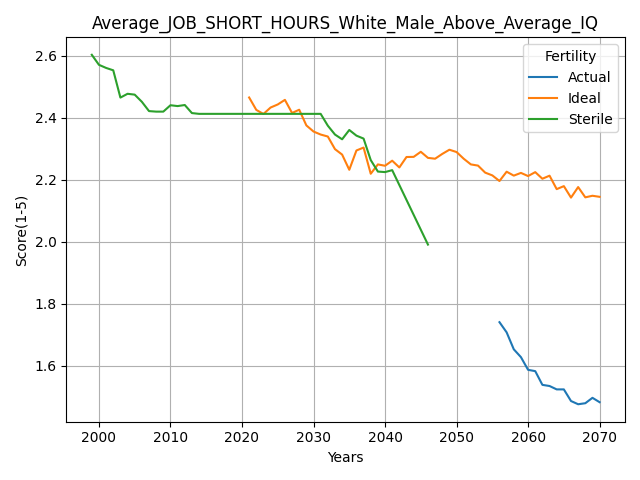 Average_JOB_SHORT_HOURS_White_Male_Above_Average_IQ
Fertility
Actual
Ideal
Sterile
Score(1-5)
2.6
2.4
2.2
2.0
1.8
1.6
2000 2010 2020 2030 2040 2050 2060 2070
Years